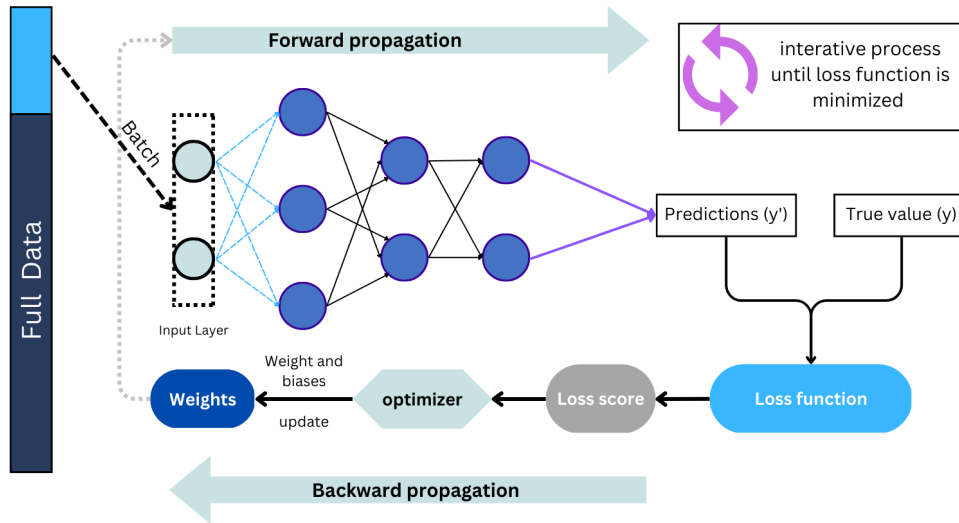 Forward propagation
interative process
until loss function is
minimized
Batch
Full Data
Predictions (y')
True value (y)
Input Layer
Weight and
biases
update
Weights
optimizer
Loss score
Loss function
Backward propagation